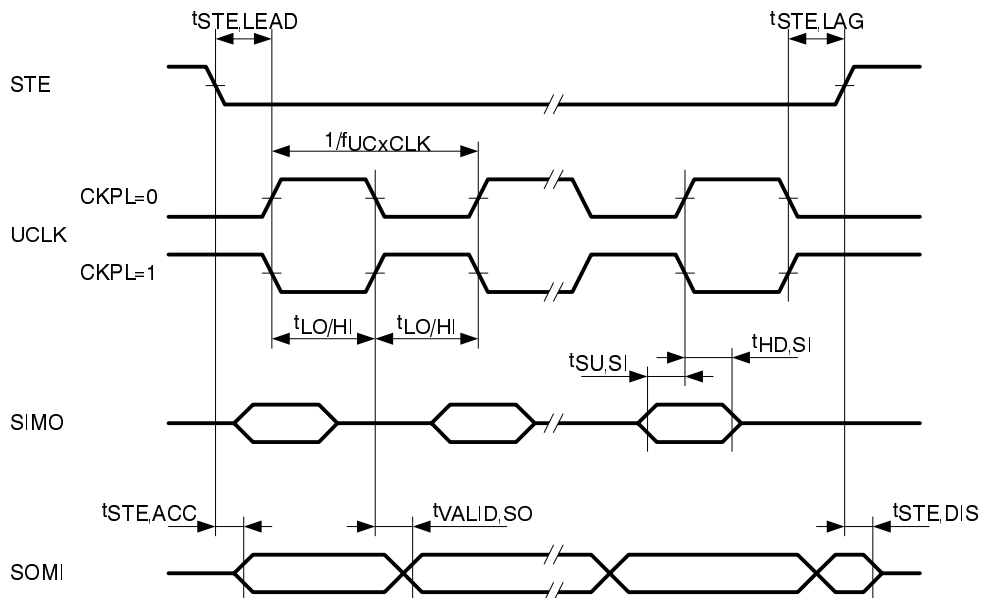 tSTE,LEAD
tSTE,LAG
STE
1/fUCxCLK
CKPL=0
UCLK
CKPL=1
tLO/HI
tLO/HI
tHD,SI
tSU,SI
SIMO
tSTE,ACC
tVALID,SO
tSTE,DIS
SOMI